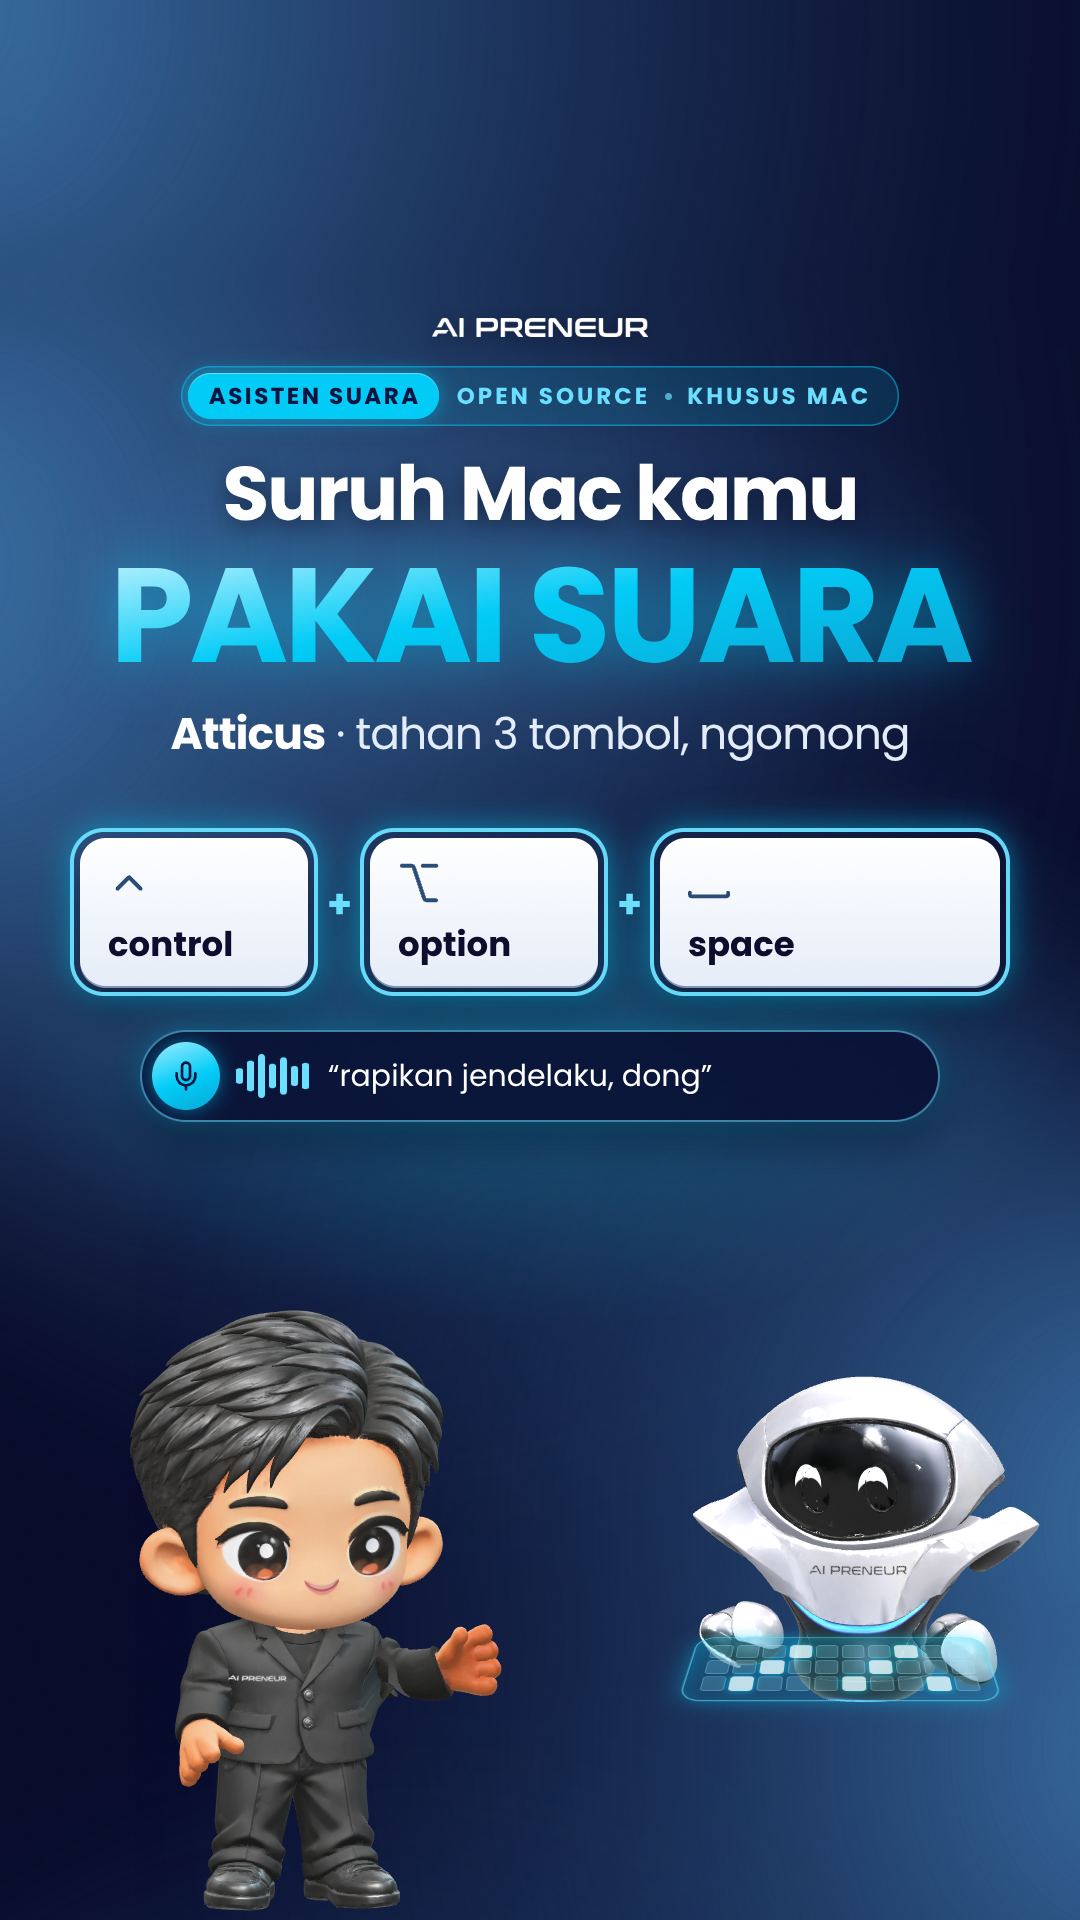 AI PRENEUR
ASISTEN SUARA OPEN SOURCE • KHUSUS MAC
Suruh Mac kamu
PAKAI SUARA
Atticus · tahan 3 tombol, ngomong
control + option + space
“rapikan jendelaku, dong”
AI PRENEUR
AI PRENEUR